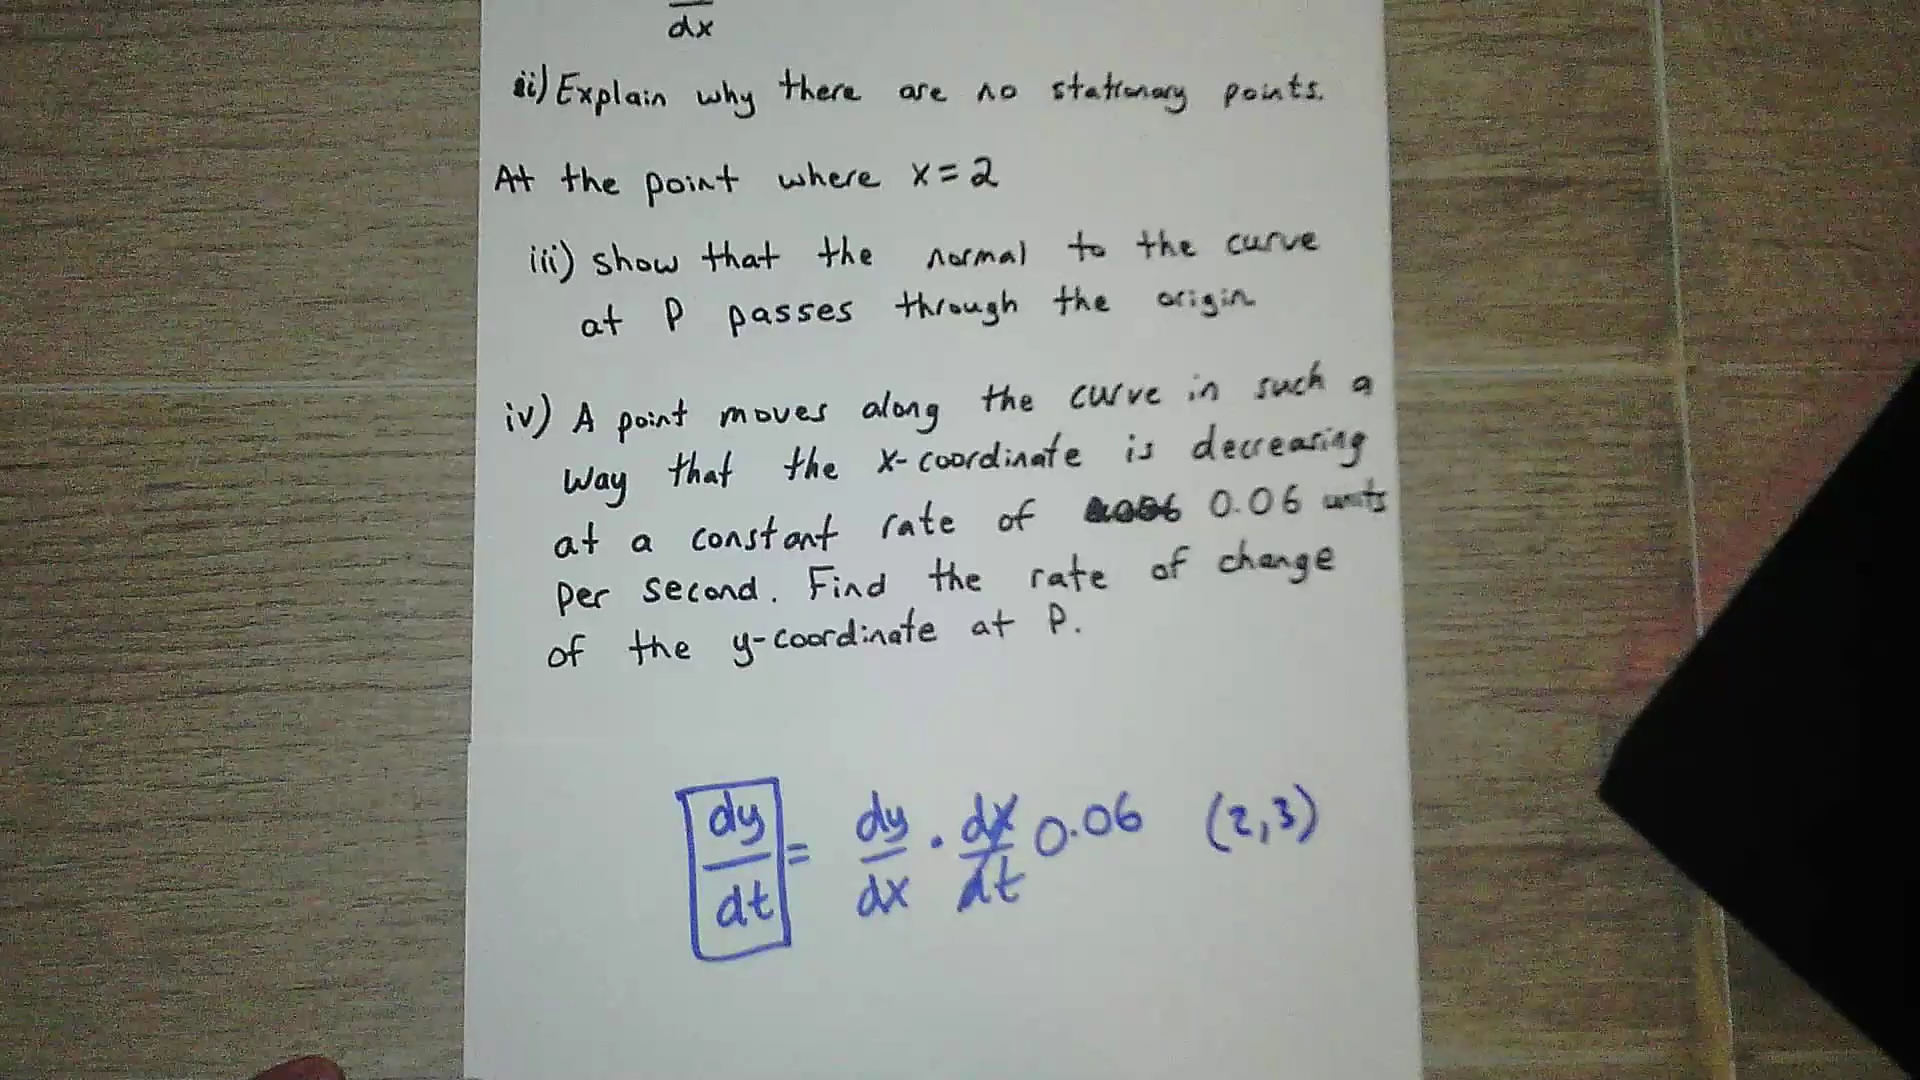 dx
ii) Explain why there are no stationary points.
At the point where x = 2
iii) show that the normal to the curve
at P passes through the origin
iv) A point moves along the curve in such a
way that the x-coordinate is decreasing
at a constant rate of 0.06 units
per second. Find the rate of change
of the y-coordinate at P.
dy/dt = dy/dx · dx/dt 0.06 (2,3)